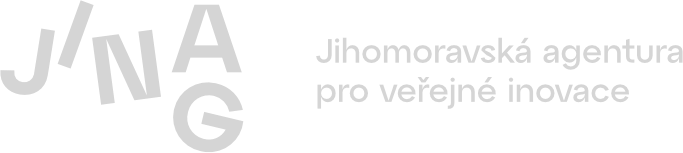 JINAG
Jihomoravská agentura
pro veřejné inovace